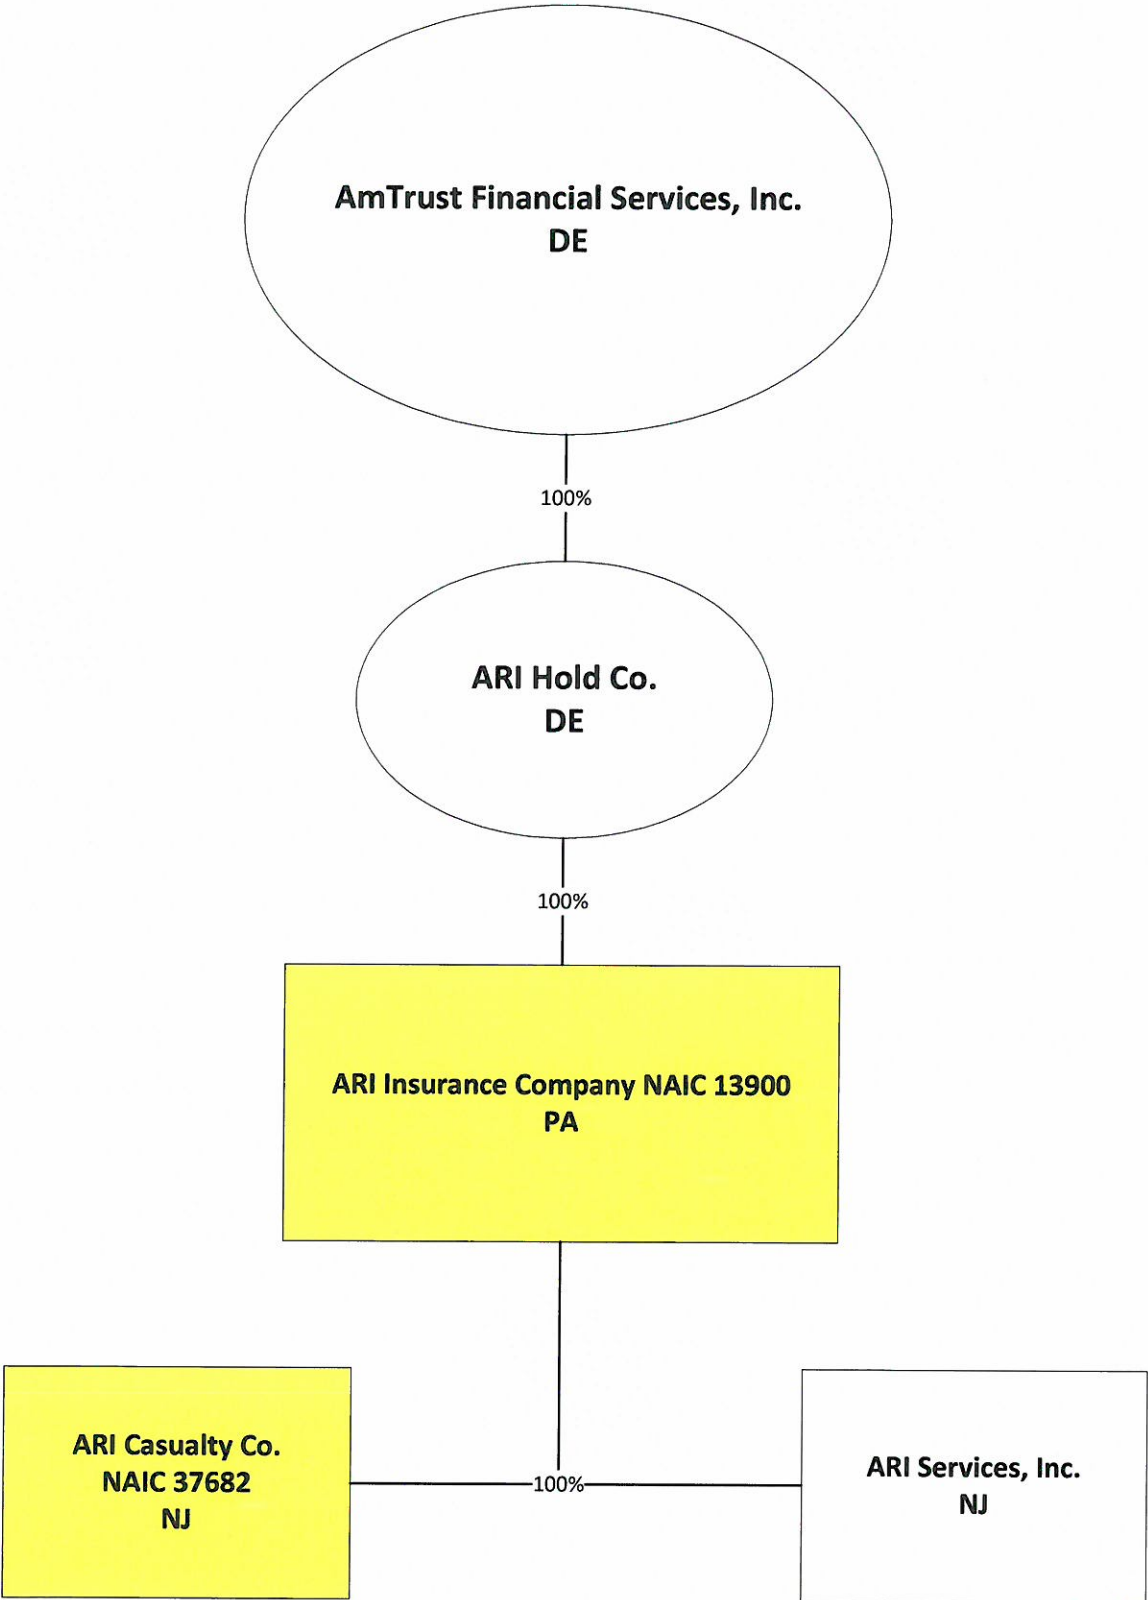 AmTrust Financial Services, Inc.
DE
100%
ARI Hold Co.
DE
100%
ARI Insurance Company NAIC 13900
PA
ARI Casualty Co.
NAIC 37682
NJ
100%
ARI Services, Inc.
NJ